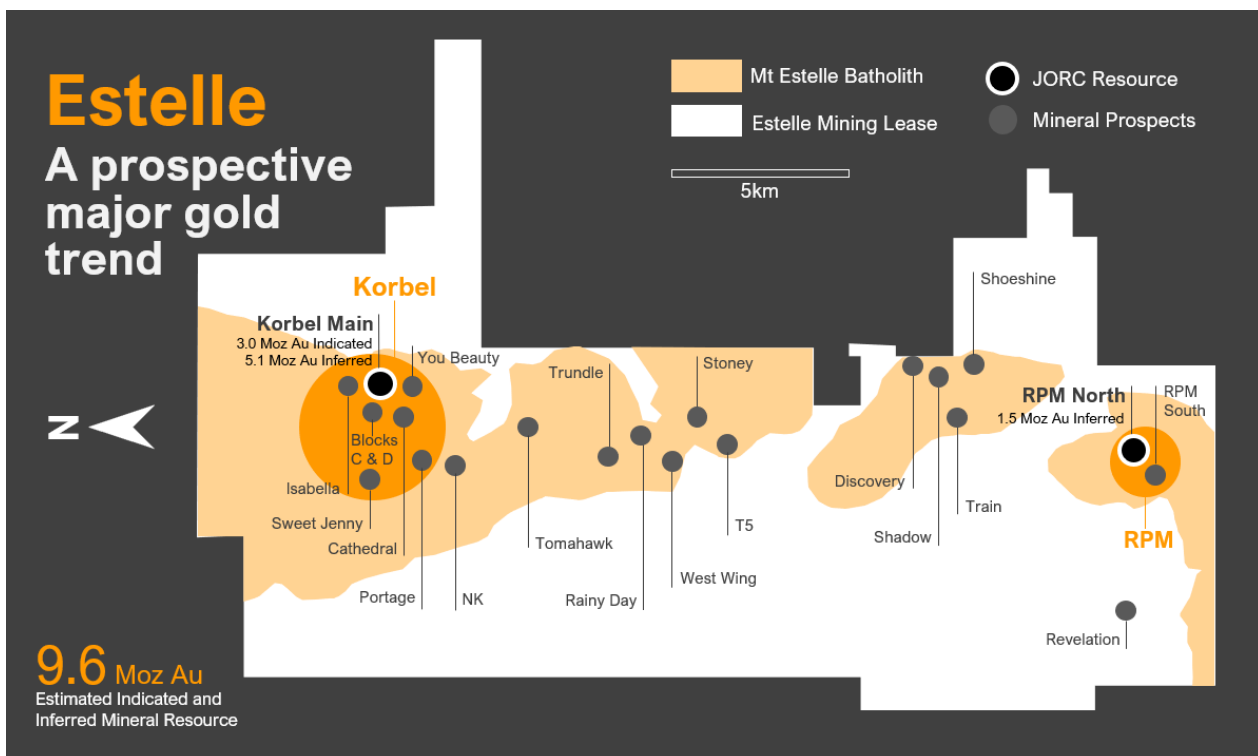 Estelle
A prospective
major gold
trend
Mt Estelle Batholith
Estelle Mining Lease
JORC Resource
Mineral Prospects
5km
N
Korbel
Korbel Main
3.0 Moz Au Indicated
5.1 Moz Au Inferred
You Beauty
Trundle
Stoney
Shoeshine
RPM North
1.5 Moz Au Inferred
RPM
South
Blocks
C & D
Isabella
Sweet Jenny
Cathedral
Portage
NK
Tomahawk
Rainy Day
West Wing
T5
Discovery
Shadow
Train
RPM
Revelation
9.6 Moz Au
Estimated Indicated and
Inferred Mineral Resource